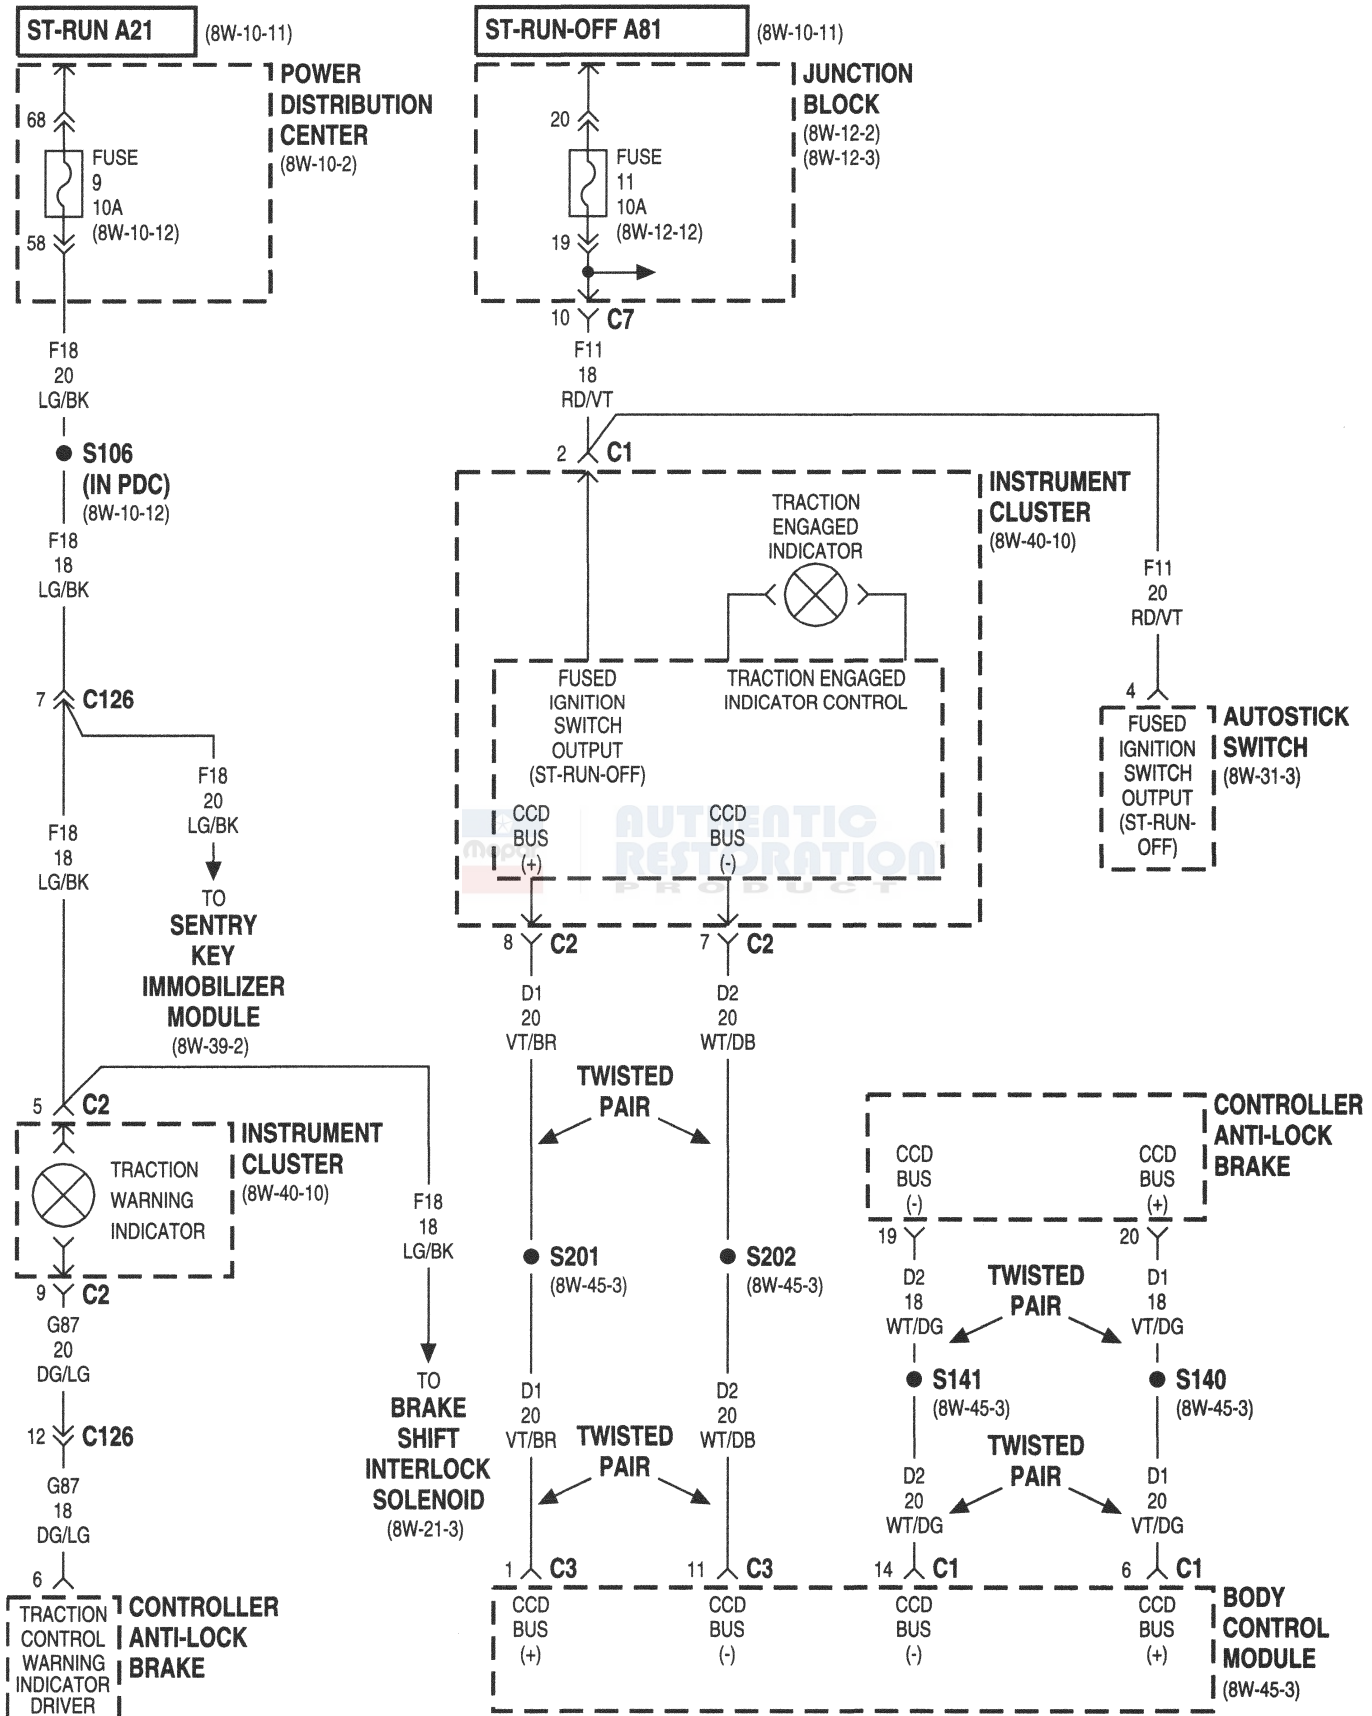 ST-RUN A21
(8W-10-11)
POWER
DISTRIBUTION
CENTER
(8W-10-2)
68
FUSE
9
10A
(8W-10-12)
58
F18
20
LG/BK
S106
(IN PDC)
(8W-10-12)
F18
18
LG/BK
7
C126
F18
20
LG/BK
TO
SENTRY
KEY
IMMOBILIZER
MODULE
(8W-39-2)
F18
18
LG/BK
5
C2
INSTRUMENT
CLUSTER
(8W-40-10)
TRACTION
WARNING
INDICATOR
9
C2
G87
20
DG/LG
12
C126
G87
18
DG/LG
6
CONTROLLER
ANTI-LOCK
BRAKE
TRACTION
CONTROL
WARNING
INDICATOR
DRIVER
F18
18
LG/BK
TO
BRAKE
SHIFT
INTERLOCK
SOLENOID
(8W-21-3)
ST-RUN-OFF A81
(8W-10-11)
JUNCTION
BLOCK
(8W-12-2)
(8W-12-3)
20
FUSE
11
10A
(8W-12-12)
19
10
C7
F11
18
RD/VT
2
C1
INSTRUMENT
CLUSTER
(8W-40-10)
TRACTION
ENGAGED
INDICATOR
FUSED
IGNITION
SWITCH
OUTPUT
(ST-RUN-OFF)
TRACTION ENGAGED
INDICATOR CONTROL
CCD
BUS
(+)
CCD
BUS
(-)
Mopar
AUTHENTIC
RESTORATION
PRODUCT
F11
20
RD/VT
4
AUTOSTICK
SWITCH
(8W-31-3)
FUSED
IGNITION
SWITCH
OUTPUT
(ST-RUN-
OFF)
8
C2
7
C2
D1
20
VT/BR
D2
20
WT/DB
TWISTED
PAIR
S201
(8W-45-3)
S202
(8W-45-3)
D1
20
VT/BR
TWISTED
PAIR
D2
20
WT/DB
CONTROLLER
ANTI-LOCK
BRAKE
CCD
BUS
(-)
CCD
BUS
(+)
19
20
D2
18
WT/DG
TWISTED
PAIR
D1
18
VT/DG
S141
(8W-45-3)
S140
(8W-45-3)
D2
20
WT/DG
TWISTED
PAIR
D1
20
VT/DG
1
C3
11
C3
14
C1
6
C1
CCD
BUS
(+)
CCD
BUS
(-)
CCD
BUS
(-)
CCD
BUS
(+)
BODY
CONTROL
MODULE
(8W-45-3)